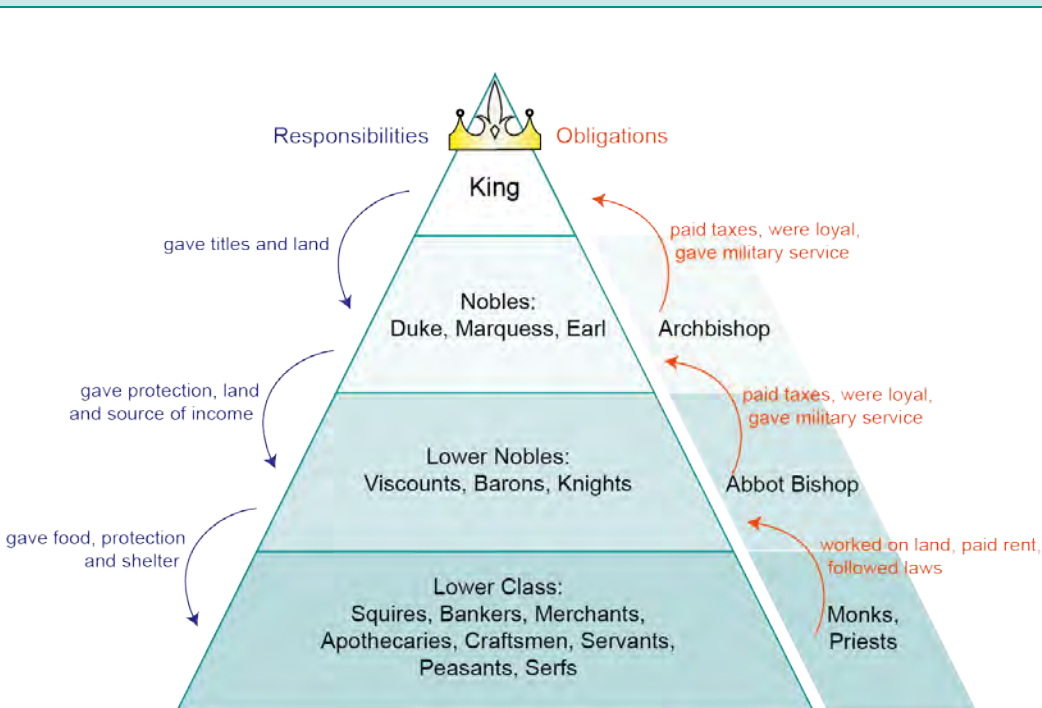 Responsibilities
Obligations
King
gave titles and land
paid taxes, were loyal,
gave military service
Nobles:
Duke, Marquess, Earl
Archbishop
gave protection, land
and source of income
paid taxes, were loyal,
gave military service
Lower Nobles:
Viscounts, Barons, Knights
Abbot Bishop
gave food, protection
and shelter
worked on land, paid rent,
followed laws
Lower Class:
Squires, Bankers, Merchants,
Apothecaries, Craftsmen, Servants,
Peasants, Serfs
Monks,
Priests